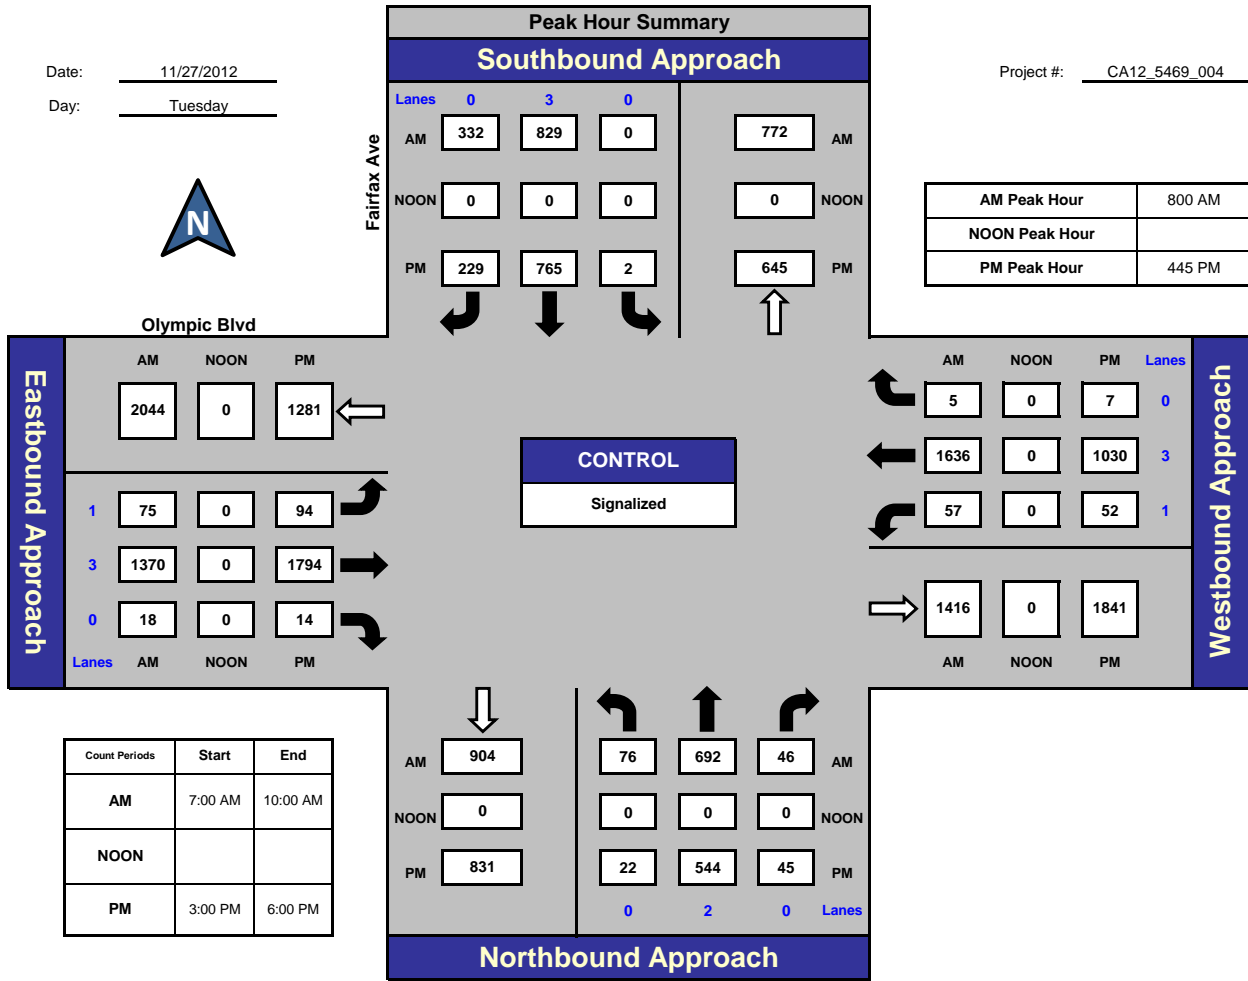 Peak Hour Summary
Southbound Approach
Date: 11/27/2012
Project #: CA12_5469_004
Day: Tuesday
Lanes 0 3 0
AM 332 829 0 772 AM
Fairfax Ave
N
NOON 0 0 0 0 NOON
AM Peak Hour 800 AM
NOON Peak Hour
PM Peak Hour 445 PM
PM 229 765 2 645 PM
Olympic Blvd
Eastbound Approach
AM NOON PM
2044 0 1281
1 75 0 94
3 1370 0 1794
0 18 0 14
Lanes AM NOON PM
CONTROL
Signalized
Westbound Approach
AM NOON PM Lanes
5 0 7 0
1636 0 1030 3
57 0 52 1
1416 0 1841
AM NOON PM
Count Periods Start End
AM 7:00 AM 10:00 AM
NOON
PM 3:00 PM 6:00 PM
AM 904 76 692 46 AM
NOON 0 0 0 0 NOON
PM 831 22 544 45 PM
0 2 0 Lanes
Northbound Approach